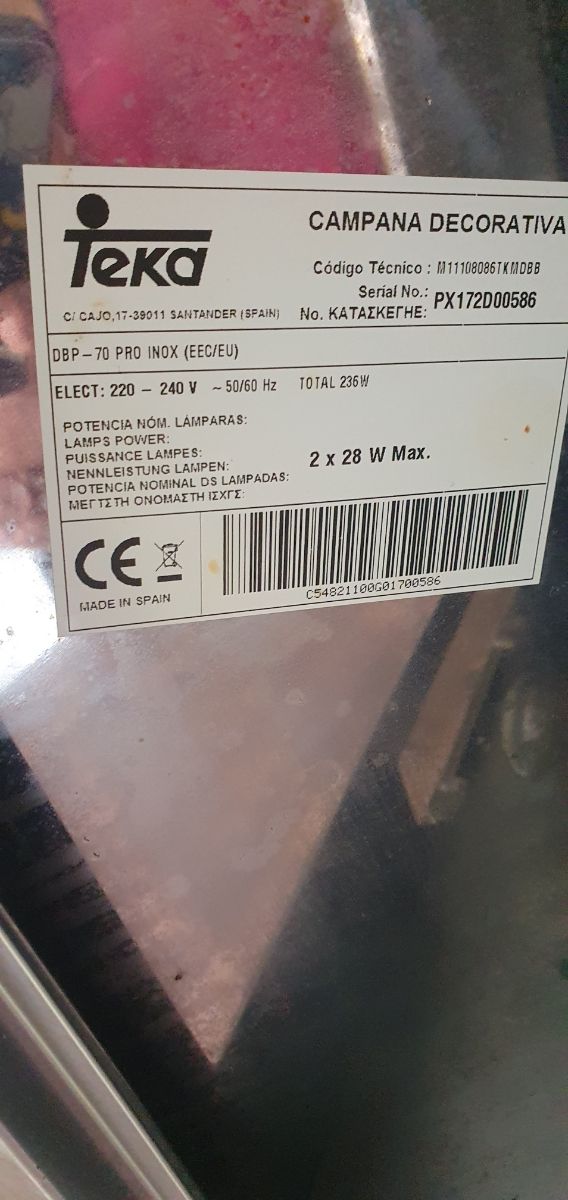 Teka
CAMPANA DECORATIVA
Código Técnico : M11108086TKMDBB
Serial No.: PX172D00586
No. ΚΑΤΑΣΚΕΓΗΕ:
C/ CAJO,17-39011 SANTANDER (SPAIN)
DBP-70 PRO INOX (EEC/EU)
ELECT: 220 - 240 V ~ 50/60 Hz TOTAL 236W
POTENCIA NÓM. LÁMPARAS:
LAMPS POWER:
PUISSANCE LAMPES:
NENNLEISTUNG LAMPEN:
POTENCIA NOMINAL DS LAMPADAS:
ΜΕΓΤΣΤΗ ΟΝΟΜΑΣΤΗ ΙΣΧΓΣ:
2 x 28 W Max.
CE
MADE IN SPAIN
C54821100G01700586